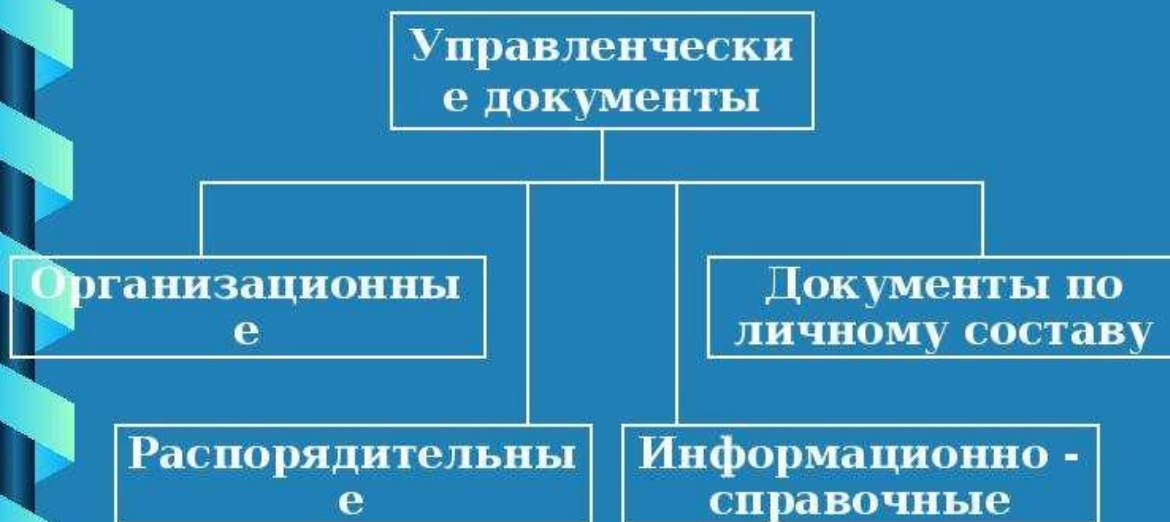 Управленчески
е документы
Организационны
е
Документы по
личному составу
Распорядительны
е
Информационно -
справочные